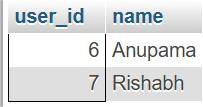 user_id name
6 Anupama
7 Rishabh